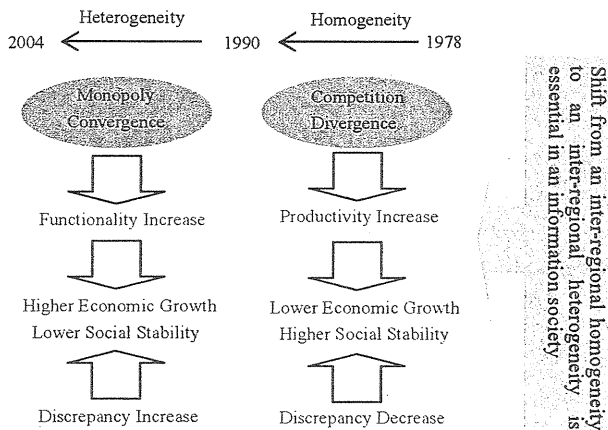 Heterogeneity Homogeneity
2004 1990 1978
Monopoly
Convergence
Competition
Divergence
Functionality Increase
Productivity Increase
Higher Economic Growth
Lower Social Stability
Lower Economic Growth
Higher Social Stability
Discrepancy Increase
Discrepancy Decrease
Shift from an inter-regional homogeneity
to an inter-regional heterogeneity is
essential in an information society